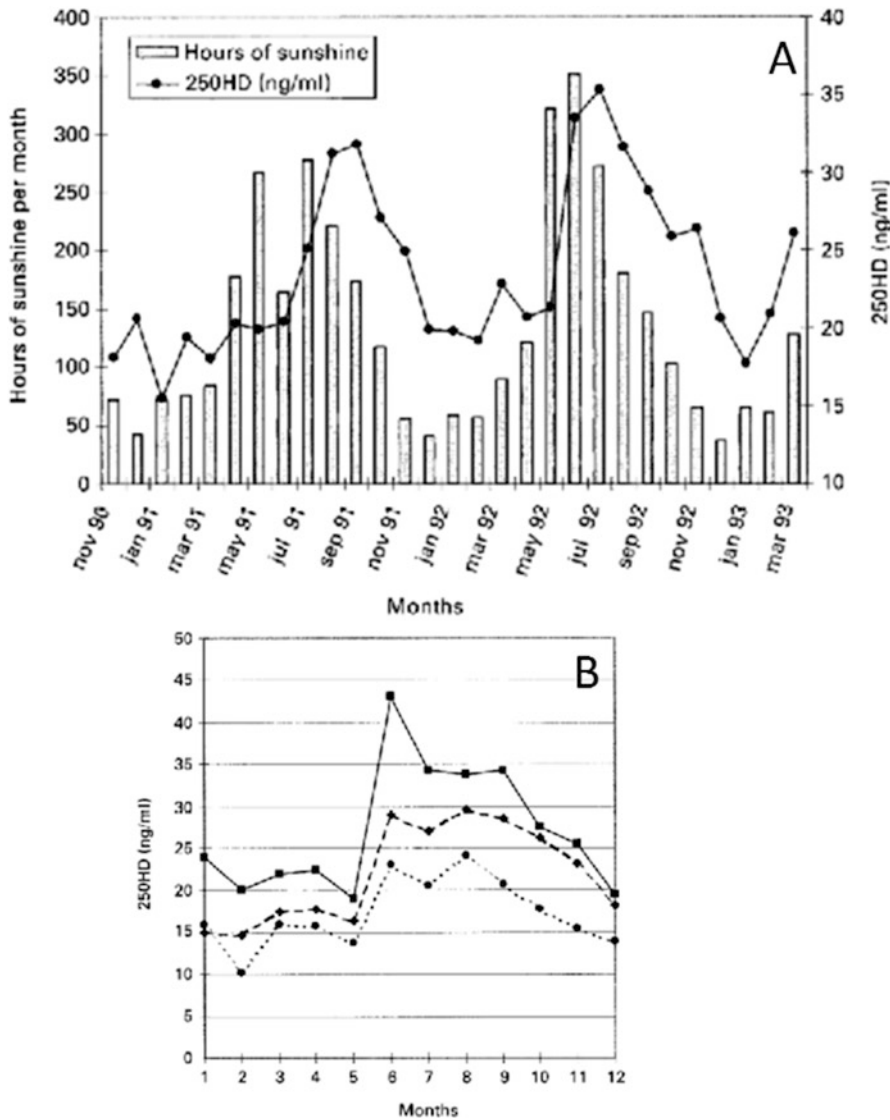 A
Hours of sunshine
250HD (ng/ml)
Hours of sunshine per month
400
350
300
250
200
150
100
50
0
250HD (ng/ml)
40
35
30
25
20
15
10
nov 90
jan 91
mar 91
may 91
jul 91
sep 91
nov 91
jan 92
mar 92
may 92
jul 92
sep 92
nov 92
jan 93
mar 93
Months
B
250HD (ng/ml)
50
45
40
35
30
25
20
15
10
5
0
1 2 3 4 5 6 7 8 9 10 11 12
Months